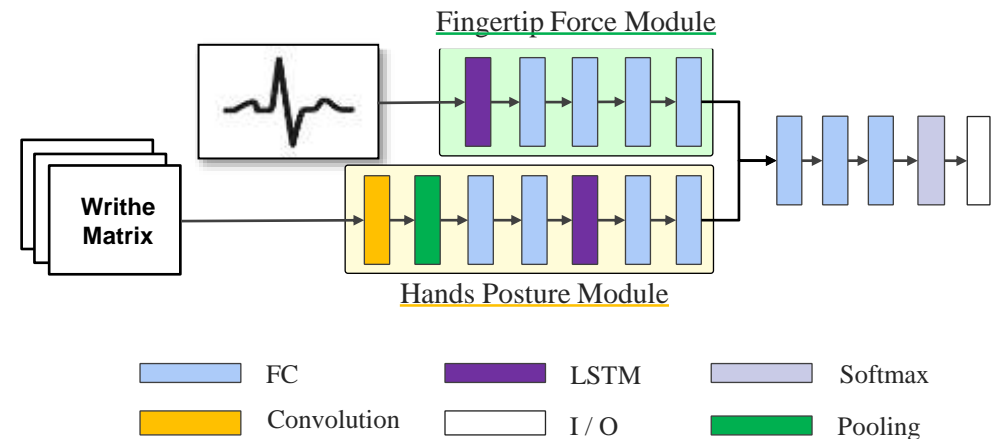 Fingertip Force Module
Writhe
Matrix
Hands Posture Module
FC
LSTM
Softmax
Convolution
I / O
Pooling